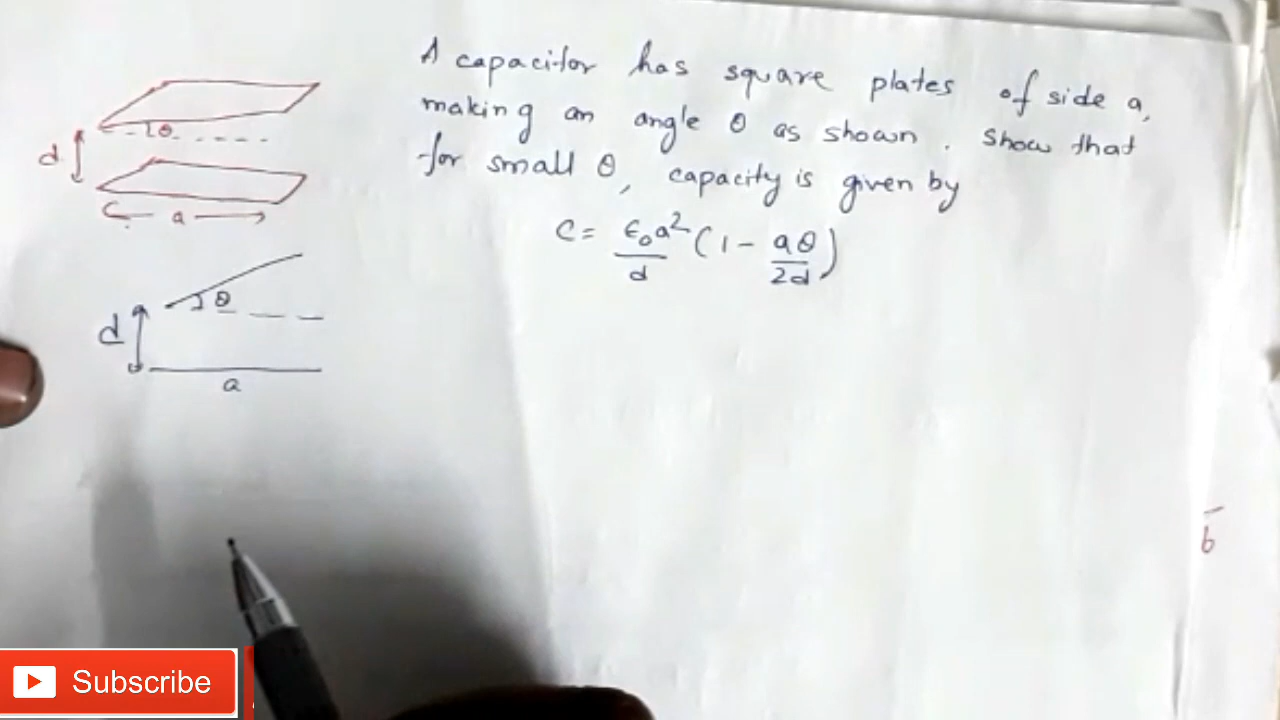 A capacitor has square plates of side a,
making an angle θ as shown. Show that
for small θ, capacity is given by
C = ε₀a²/d (1 - aθ/2d)
θ
d
a
θ
d
a
b
Subscribe